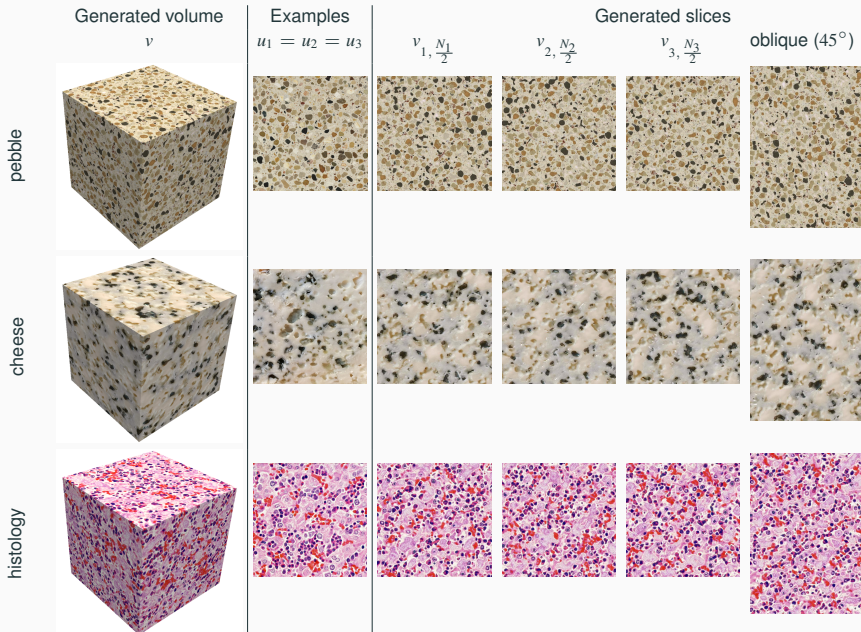 Generated volume
Examples
Generated slices
v
u₁ = u₂ = u₃
v₁, N₁/2
v₂, N₂/2
v₃, N₃/2
oblique (45°)
pebble
cheese
histology